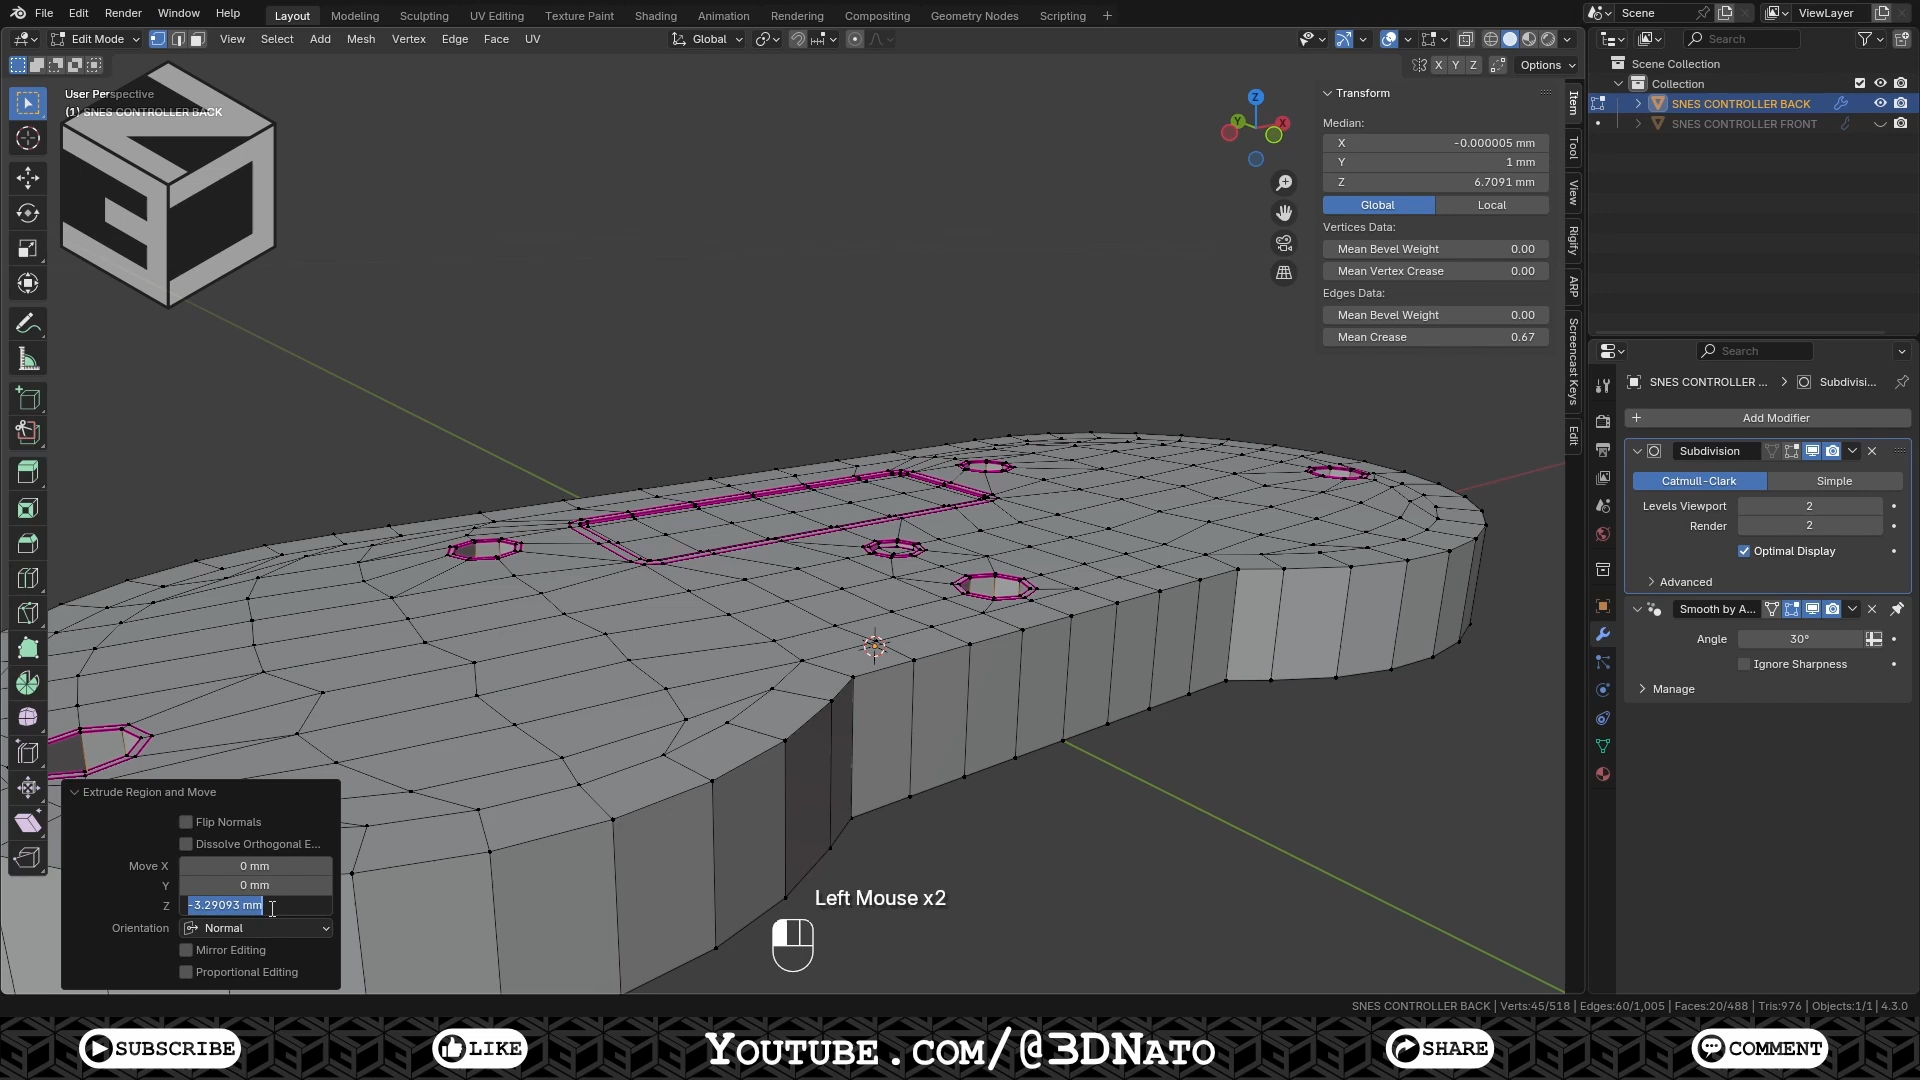 File Edit Render Window Help
Layout Modeling Sculpting UV Editing Texture Paint Shading Animation Rendering Compositing Geometry Nodes Scripting +
Scene
ViewLayer
Edit Mode View Select Add Mesh Vertex Edge Face UV
Global
Search
X Y Z Options
User Perspective
(1) SNES CONTROLLER BACK
Scene Collection
Collection
SNES CONTROLLER BACK
SNES CONTROLLER FRONT
Z
Y
X
Transform
Median:
X -0.000005 mm
Y 1 mm
Z 6.7091 mm
Global Local
Vertices Data:
Mean Bevel Weight 0.00
Mean Vertex Crease 0.00
Edges Data:
Mean Bevel Weight 0.00
Mean Crease 0.67
Item
Tool
View
Rigify
ARP
Screencast Keys
Edit
Search
SNES CONTROLLER ... > Subdivisi...
+ Add Modifier
Subdivision
Catmull-Clark Simple
Levels Viewport 2
Render 2
Optimal Display
Advanced
Smooth by A...
Angle 30°
Ignore Sharpness
Manage
Extrude Region and Move
Flip Normals
Dissolve Orthogonal E...
Move X 0 mm
Y 0 mm
Z -3.29093 mm
Orientation Normal
Mirror Editing
Proportional Editing
Left Mouse x2
SNES CONTROLLER BACK | Verts:45/518 | Edges:60/1,005 | Faces:20/488 | Tris:976 | Objects:1/1 | 4.3.0
SUBSCRIBE LIKE YOUTUBE.COM/@3DNATO SHARE COMMENT